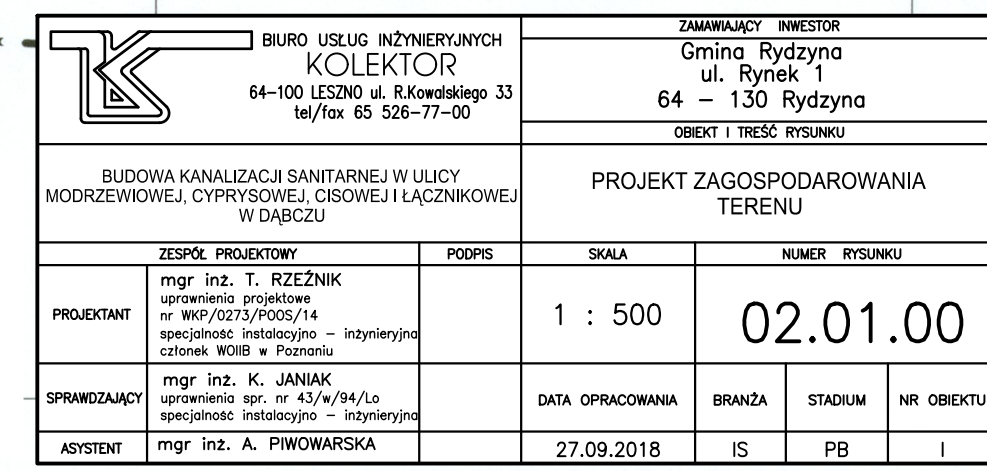 BIURO USŁUG INŻYNIERYJNYCH
KOLEKTOR
64-100 LESZNO ul. R.Kowalskiego 33
tel/fax 65 526-77-00
ZAMAWIAJĄCY INWESTOR
Gmina Rydzyna
ul. Rynek 1
64 - 130 Rydzyna
OBIEKT I TREŚĆ RYSUNKU
BUDOWA KANALIZACJI SANITARNEJ W ULICY
MODRZEWIOWEJ, CYPRYSOWEJ, CISOWEJ I ŁĄCZNIKOWEJ
W DĄBCZU
PROJEKT ZAGOSPODAROWANIA
TERENU
ZESPÓŁ PROJEKTOWY PODPIS SKALA NUMER RYSUNKU
PROJEKTANT
mgr inż. T. RZEŹNIK
uprawnienia projektowe
nr WKP/0273/POOS/14
specjalność instalacyjno - inżynieryjna
członek WOIIB w Poznaniu
1 : 500
02.01.00
SPRAWDZAJĄCY
mgr inż. K. JANIAK
uprawnienia spr. nr 43/w/94/Lo
specjalność instalacyjno - inżynieryjna
DATA OPRACOWANIA BRANŻA STADIUM NR OBIEKTU
ASYSTENT mgr inż. A. PIWOWARSKA 27.09.2018 IS PB I